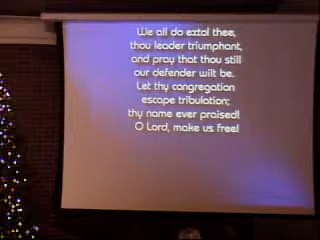 We all do extol thee,
thou leader triumphant,
and pray that thou still
our defender wilt be.
Let thy congregation
escape tribulation;
thy name ever praised!
O Lord, make us free!